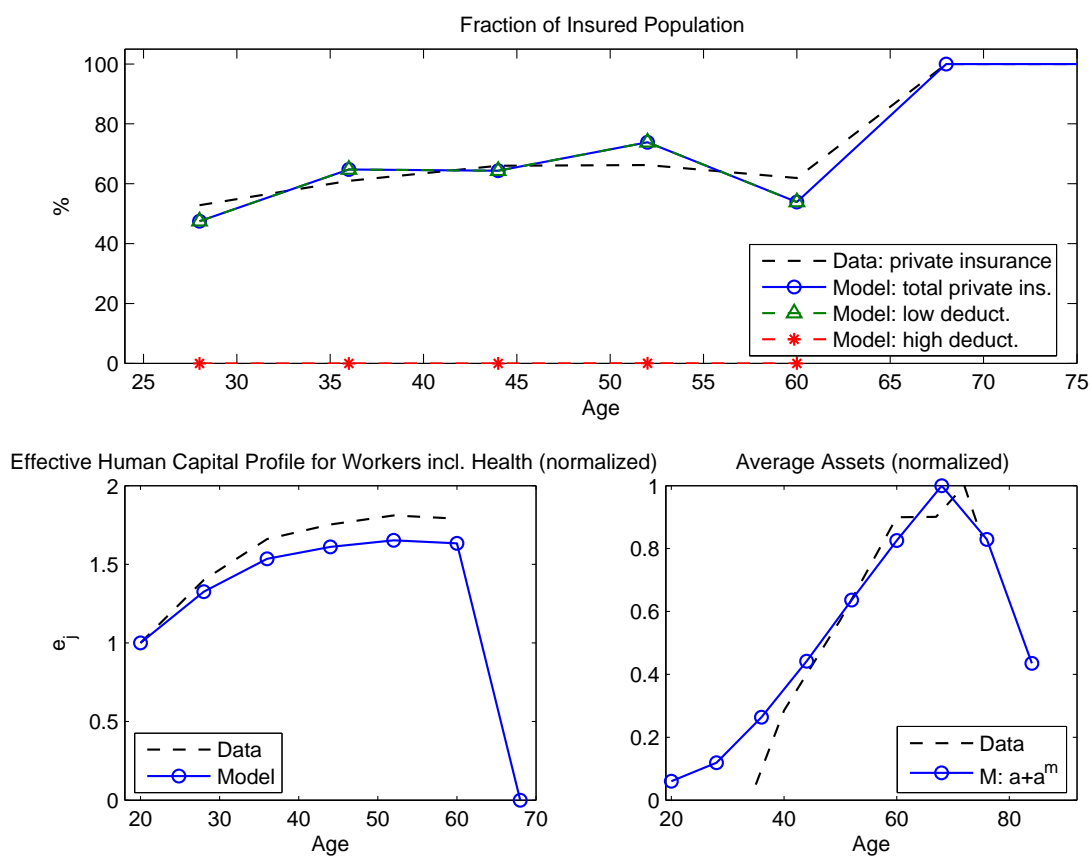 Fraction of Insured Population
100
80
60
40
20
0
%
25 30 35 40 45 50 55 60 65 70 75
Age
Data: private insurance
Model: total private ins.
Model: low deduct.
Model: high deduct.
Effective Human Capital Profile for Workers incl. Health (normalized)
2
1.5
1
0.5
0
e_j
20 30 40 50 60 70
Age
Data
Model
Average Assets (normalized)
1
0.8
0.6
0.4
0.2
0
20 40 60 80
Age
Data
M: a+a^m